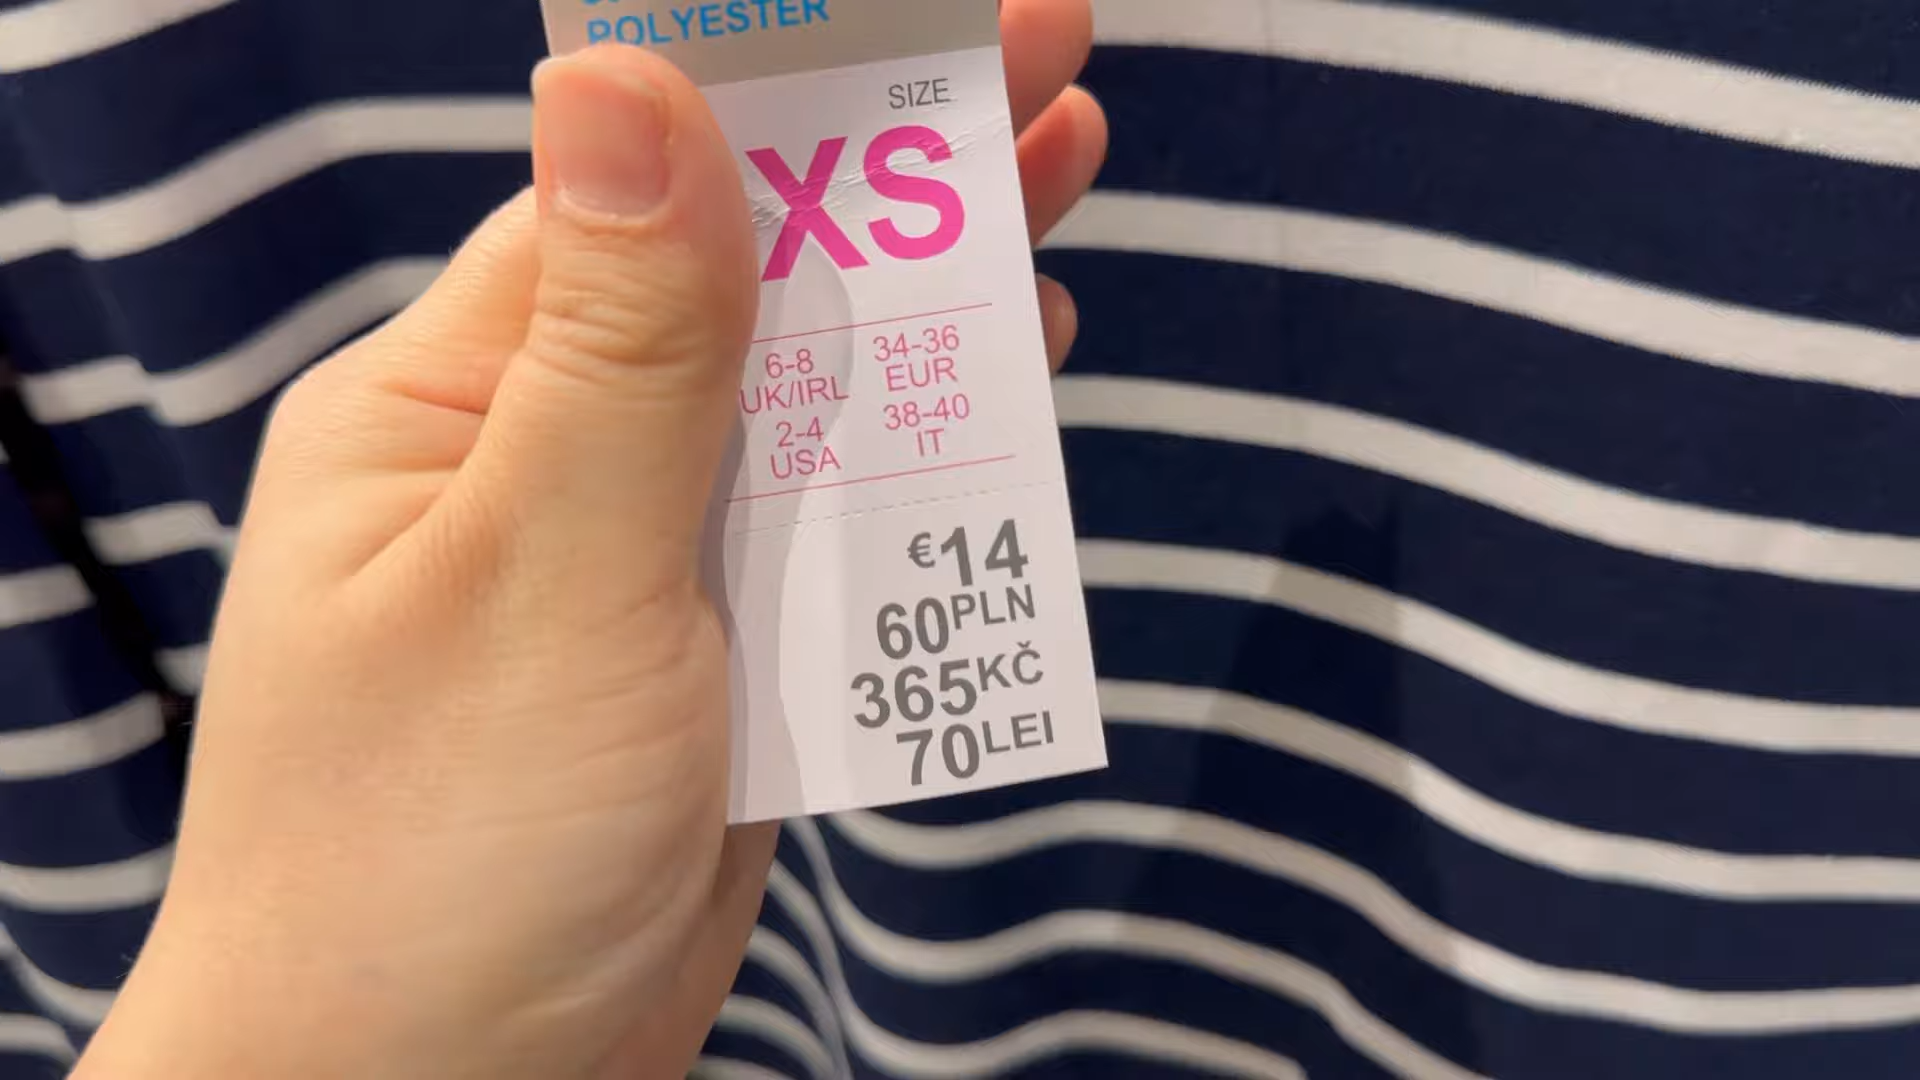 POLYESTER
SIZE
XS
6-8 34-36
UK/IRL EUR
2-4 38-40
USA IT
€14
60PLN
365KČ
70LEI